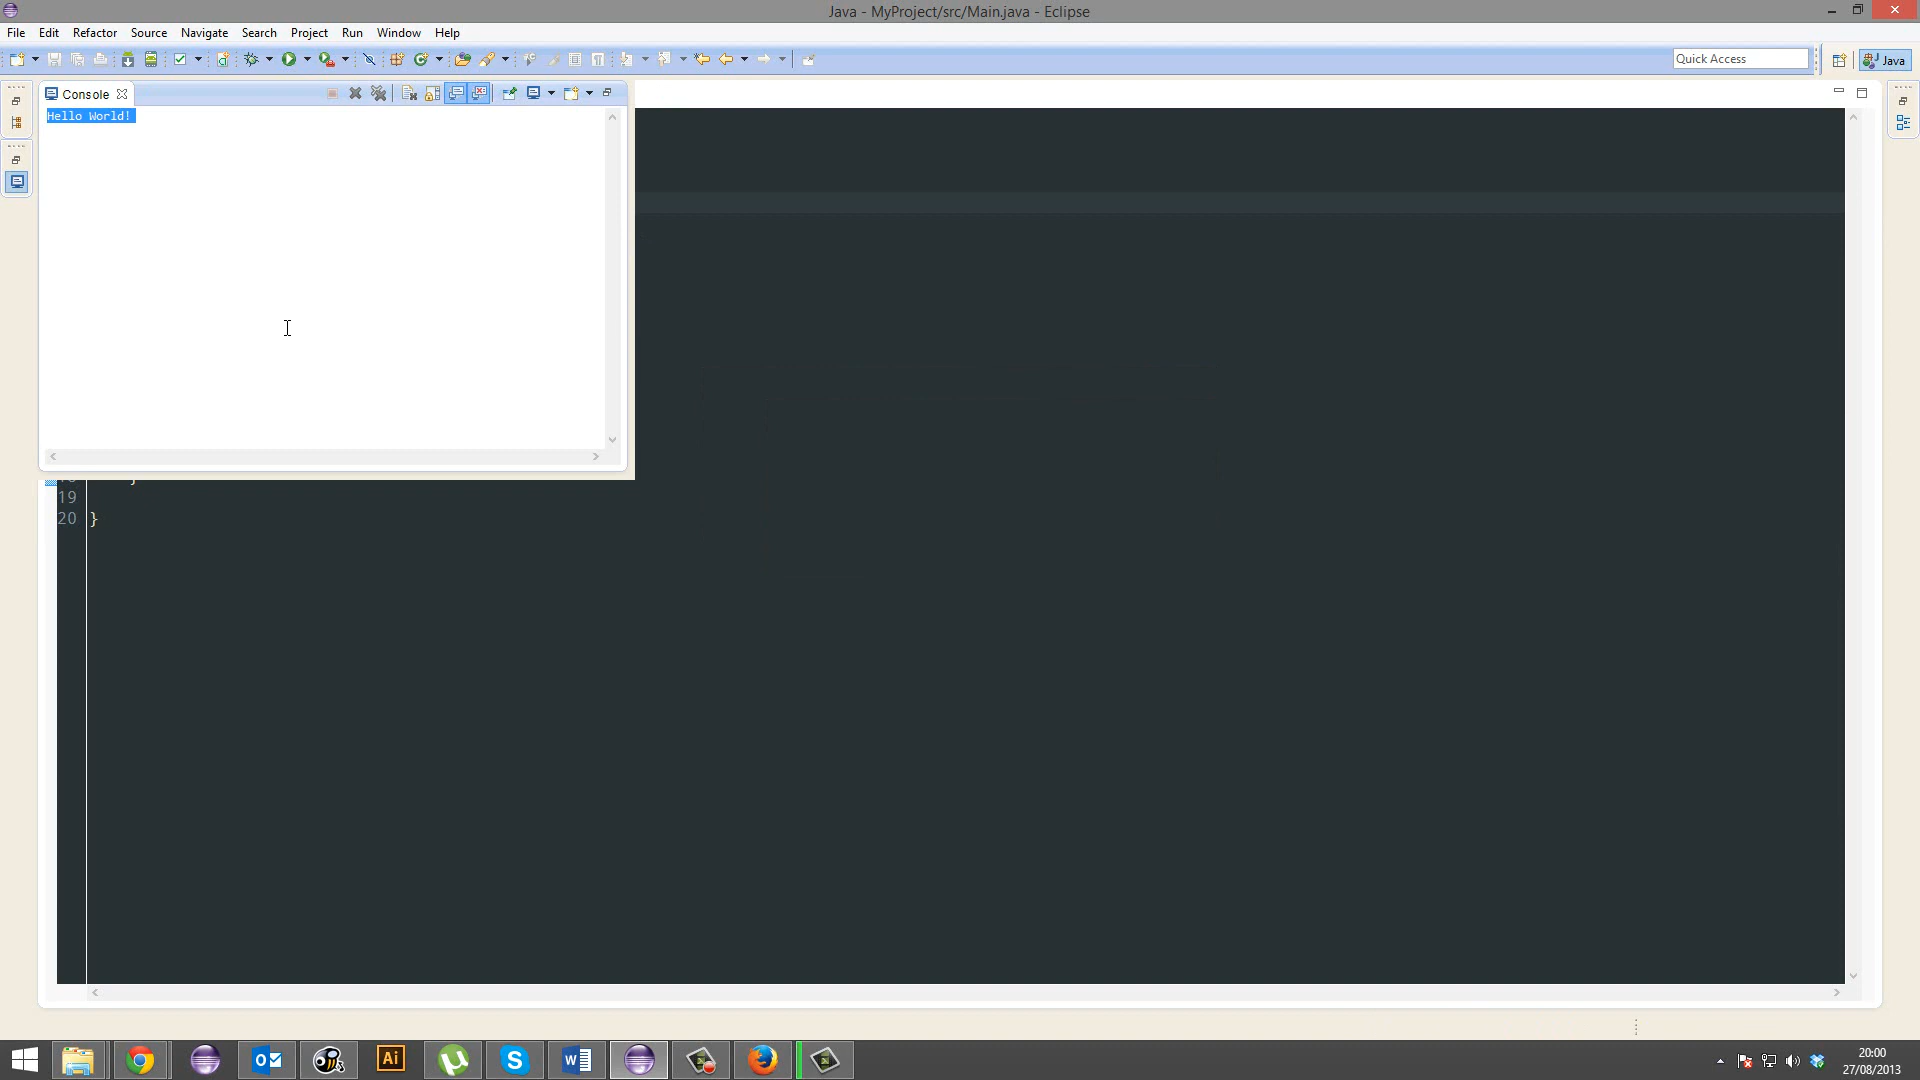 Java - MyProject/src/Main.java - Eclipse
File Edit Refactor Source Navigate Search Project Run Window Help
Quick Access
Java
Console
Hello World!
}
19
20 }
Ai
20:00
27/08/2013